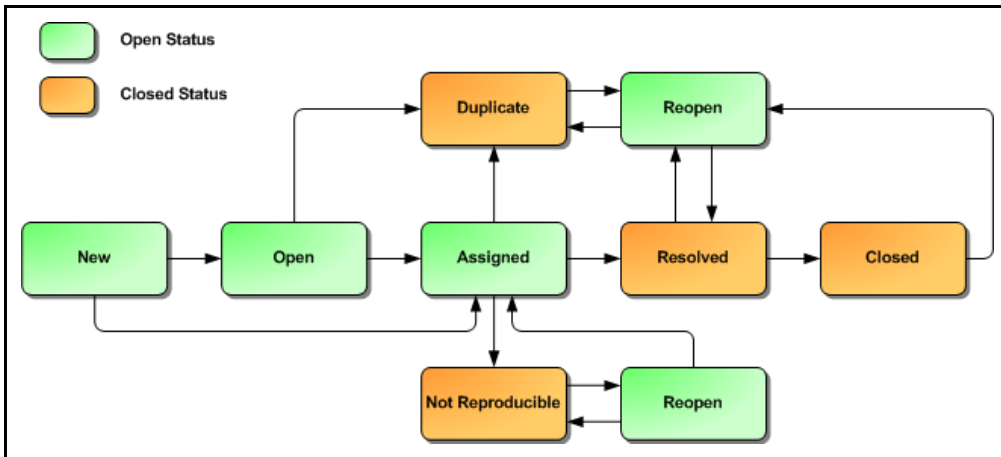 Open Status
Closed Status
Duplicate
Reopen
New
Open
Assigned
Resolved
Closed
Not Reproducible
Reopen